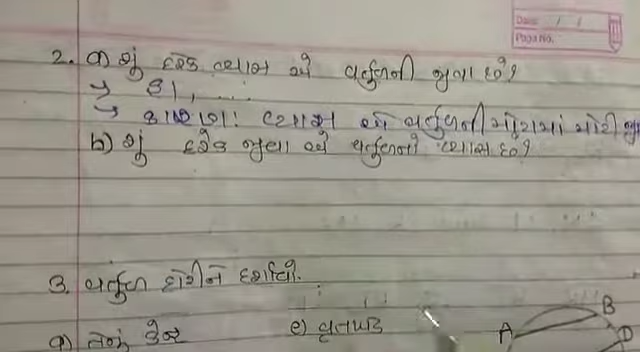 Date: / /
Page No.
2. a) શું દરેક વ્યાસ એ વર્તુળની જીવા છે?
→ હા, ...
→ કારણ: વ્યાસ એ વર્તુળની મોટામાં મોટી
b) શું દરેક જીવા એ વર્તુળનો વ્યાસ છે?
3. વર્તુળ દોરીને દર્શાવો.
a) તેનું કેન્દ્ર e) વૃતખંડ
B
A
D